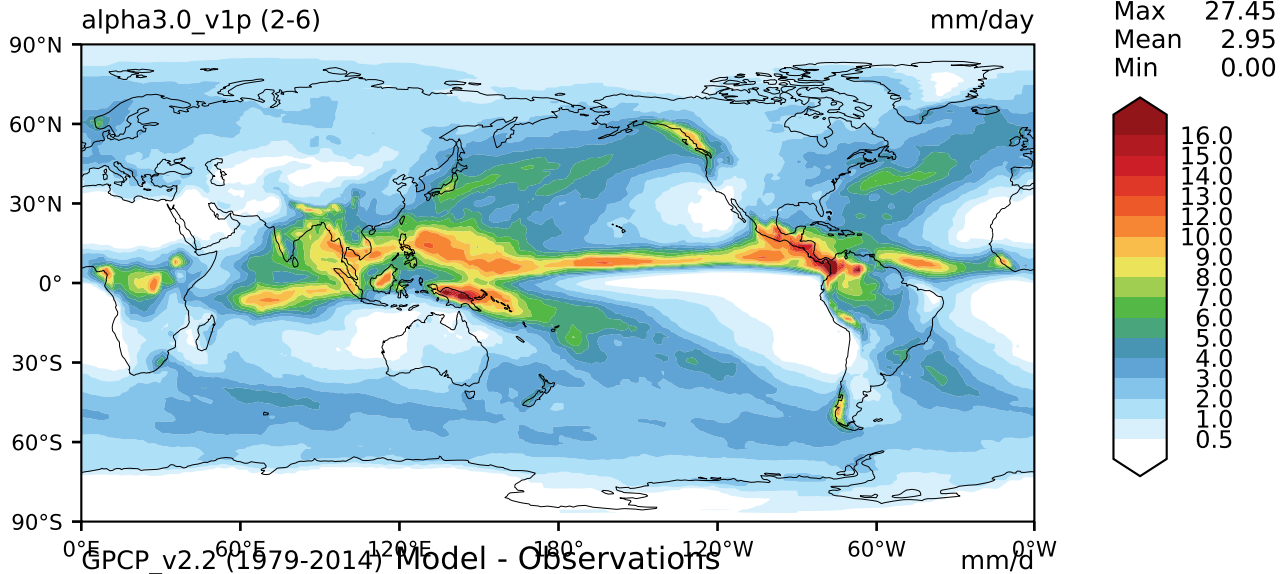 alpha3.0_v1p (2-6) mm/day
Max 27.45
Mean 2.95
Min 0.00
90°N
60°N
30°N
0°
30°S
60°S
90°S
0°E 60°E 120°E 180° 120°W 60°W 0°W
16.0
15.0
14.0
13.0
12.0
10.0
9.0
8.0
7.0
6.0
5.0
4.0
3.0
2.0
1.0
0.5
GPCP_v2.2 (1979-2014) Model - Observations mm/d